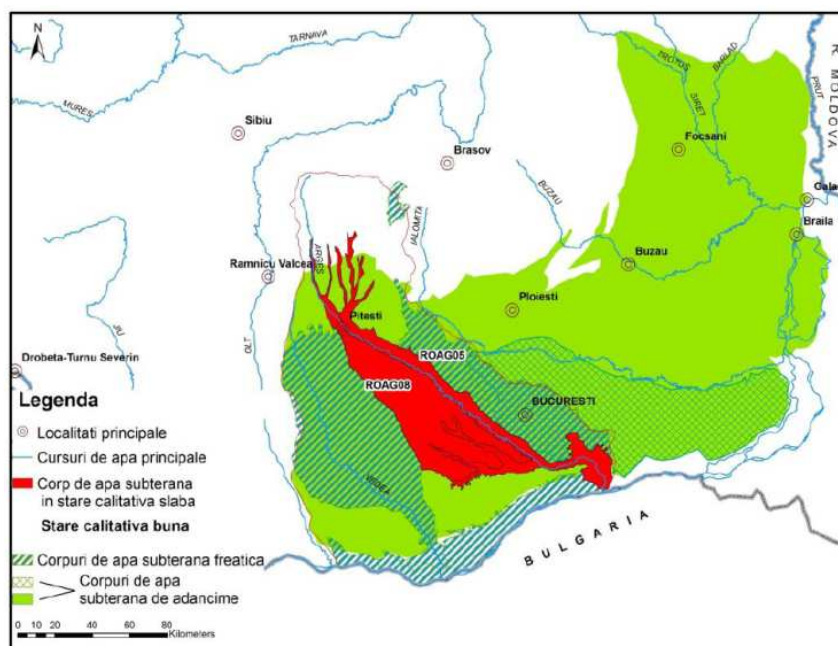 N
TARNAVA
MURES
Sibiu
Brasov
TROTUS
BARLAD
SIRET
PRUT
R. MOLDOVA
Focsani
BUZAU
IALOMITA
Gala
Braila
Ramnicu Valcea
ARGES
Buzau
Ploiesti
Pitesti
JIU
OLT
Drobeta-Turnu Severin
ROAG05
ROAG08
BUCURESTI
VEDEA
BULGARIA
Legenda
Localitati principale
Cursuri de apa principale
Corp de apa subterana
in stare calitativa slaba
Stare calitativa buna
Corpuri de apa subterana freatica
Corpuri de apa
subterana de adancime
0 10 20 40 60 80
Kilometers